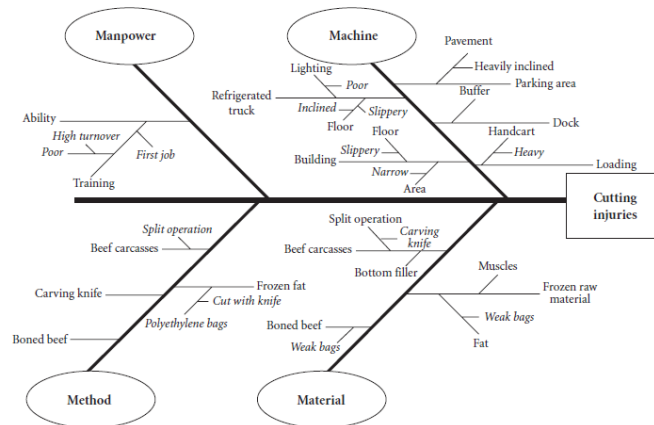 Manpower
Machine
Pavement
Lighting
Heavily inclined
Poor
Parking area
Refrigerated
truck
Buffer
Inclined
Slippery
Ability
Floor
Floor
Dock
High turnover
Handcart
Poor
First job
Slippery
Heavy
Building
Loading
Training
Narrow
Area
Cutting
injuries
Split operation
Split operation
Beef carcasses
Carving
knife
Beef carcasses
Bottom filler
Muscles
Carving knife
Frozen fat
Frozen raw
material
Cut with knife
Polyethylene bags
Weak bags
Boned beef
Boned beef
Weak bags
Fat
Method
Material